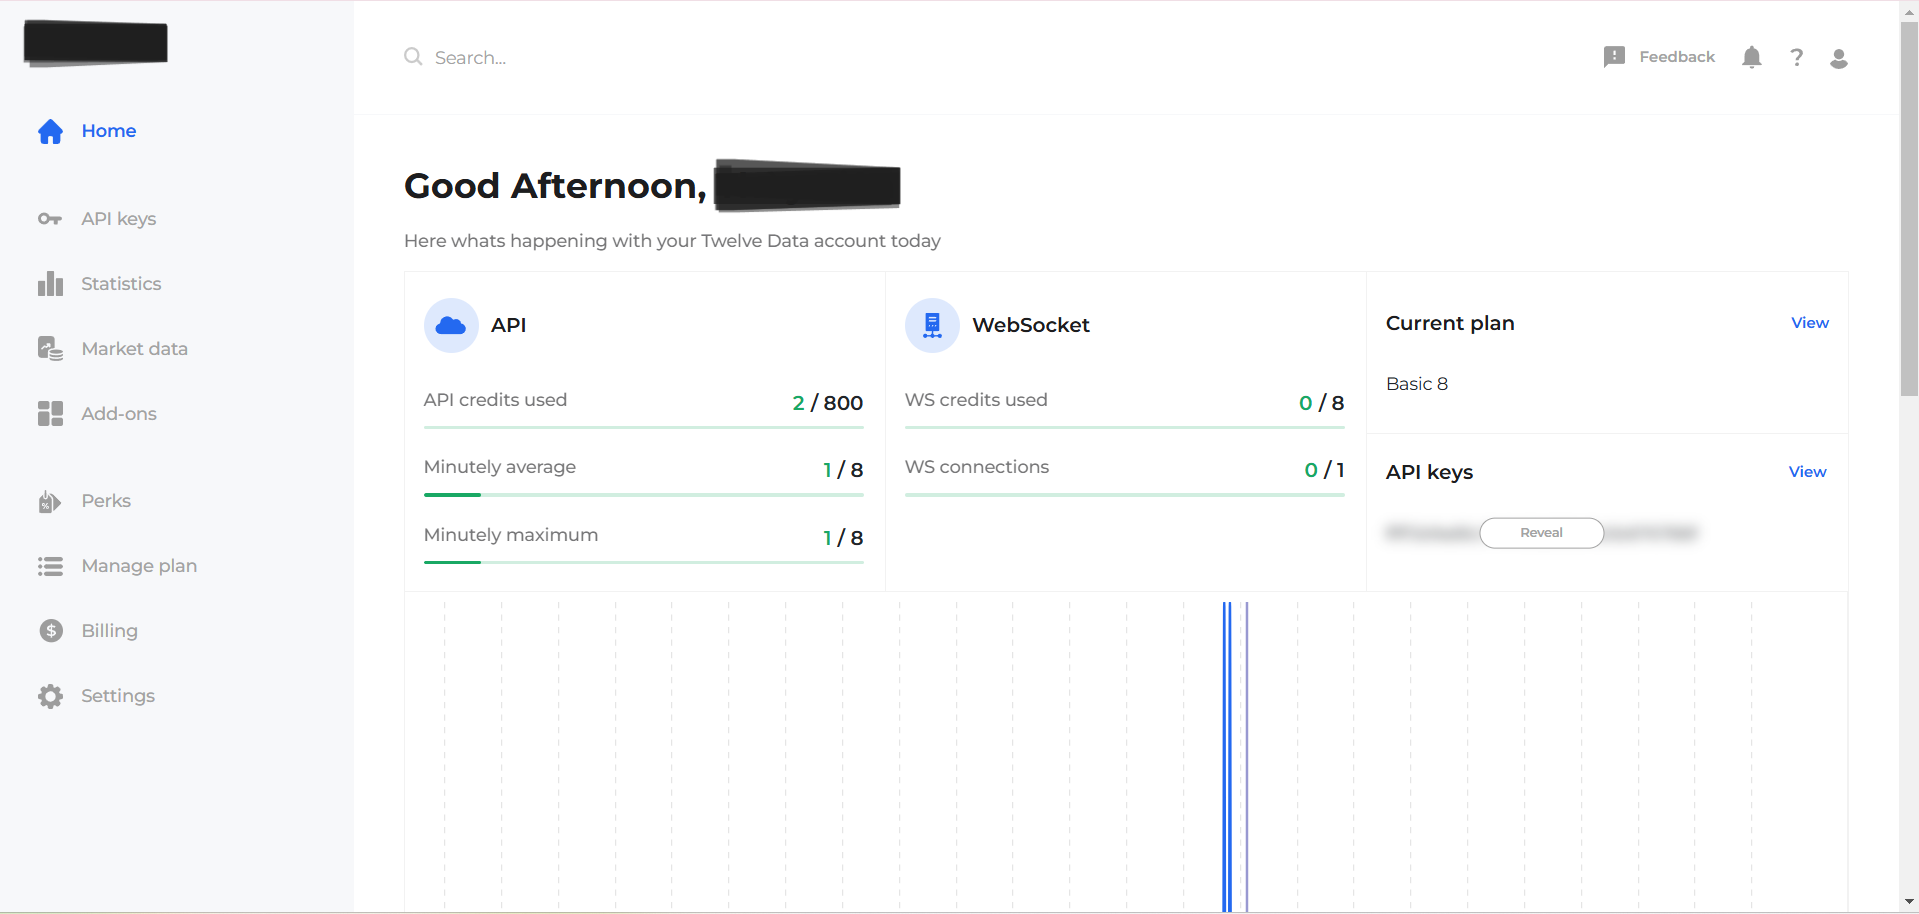 Search...
Feedback
Home
API keys
Statistics
Market data
Add-ons
Perks
Manage plan
Billing
Settings
Good Afternoon,
Here whats happening with your Twelve Data account today
API
API credits used
2 / 800
Minutely average
1 / 8
Minutely maximum
1 / 8
WebSocket
WS credits used
0 / 8
WS connections
0 / 1
Current plan
View
Basic 8
API keys
View
Reveal